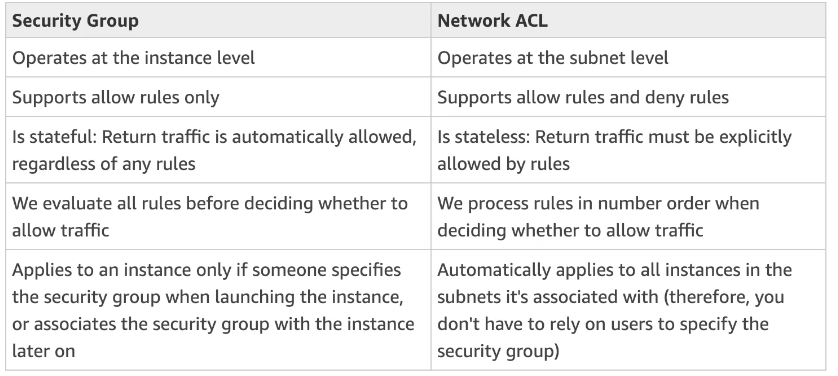 Security Group
Network ACL
Operates at the instance level
Operates at the subnet level
Supports allow rules only
Supports allow rules and deny rules
Is stateful: Return traffic is automatically allowed,
regardless of any rules
Is stateless: Return traffic must be explicitly
allowed by rules
We evaluate all rules before deciding whether to
allow traffic
We process rules in number order when
deciding whether to allow traffic
Applies to an instance only if someone specifies
the security group when launching the instance,
or associates the security group with the instance
later on
Automatically applies to all instances in the
subnets it's associated with (therefore, you
don't have to rely on users to specify the
security group)